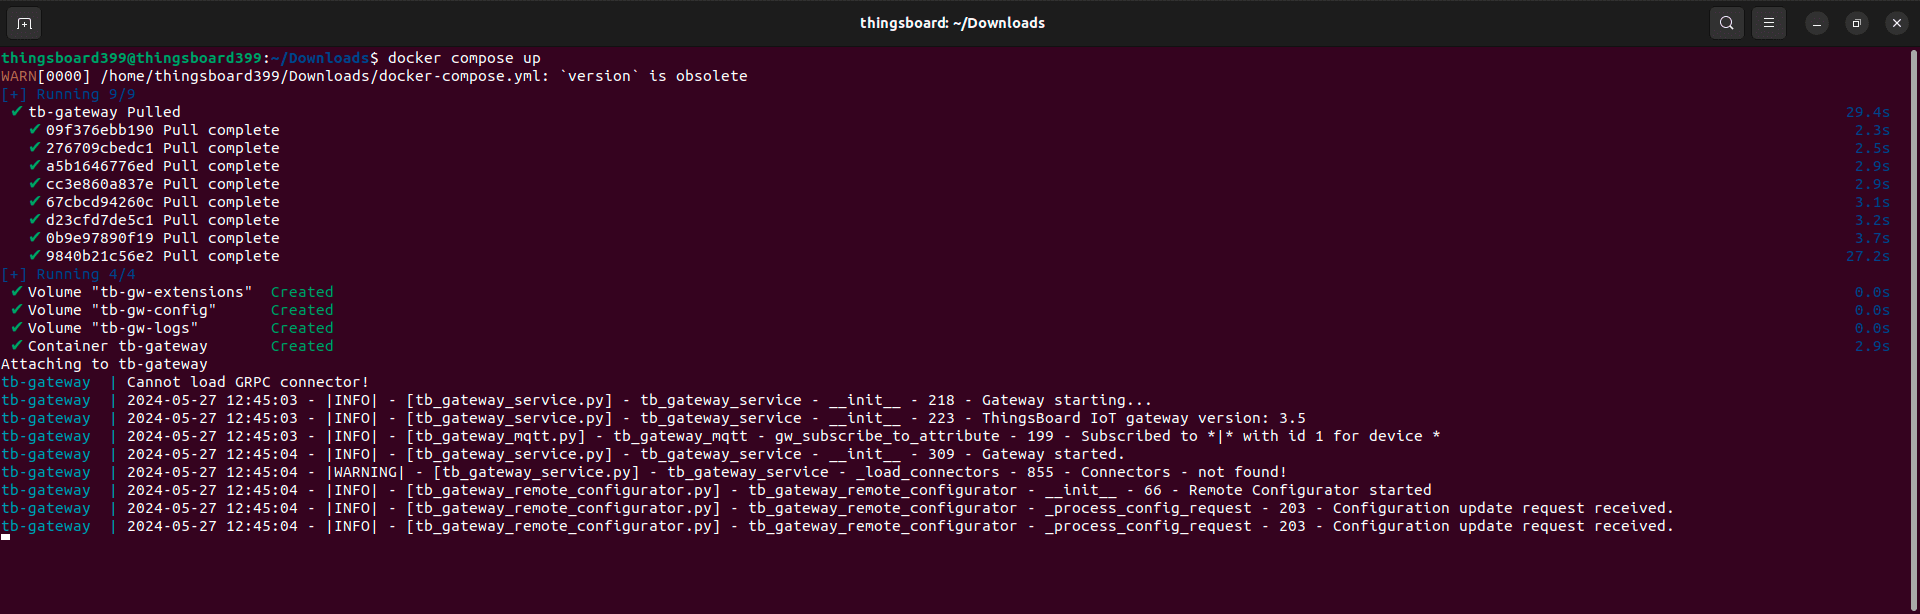 thingsboard: ~/Downloads
thingsboard399@thingsboard399:~/Downloads$ docker compose up
WARN[0000] /home/thingsboard399/Downloads/docker-compose.yml: `version` is obsolete
[+] Running 9/9
✔ tb-gateway Pulled 29.4s
✔ 09f376ebb190 Pull complete 2.3s
✔ 276709cbedc1 Pull complete 2.5s
✔ a5b1646776ed Pull complete 2.9s
✔ cc3e860a837e Pull complete 2.9s
✔ 67cbcd94260c Pull complete 3.1s
✔ d23cfd7de5c1 Pull complete 3.2s
✔ 0b9e97890f19 Pull complete 3.7s
✔ 9840b21c56e2 Pull complete 27.2s
[+] Running 4/4
✔ Volume "tb-gw-extensions" Created 0.0s
✔ Volume "tb-gw-config" Created 0.0s
✔ Volume "tb-gw-logs" Created 0.0s
✔ Container tb-gateway Created 2.9s
Attaching to tb-gateway
tb-gateway | Cannot load GRPC connector!
tb-gateway | 2024-05-27 12:45:03 - |INFO| - [tb_gateway_service.py] - tb_gateway_service - __init__ - 218 - Gateway starting...
tb-gateway | 2024-05-27 12:45:03 - |INFO| - [tb_gateway_service.py] - tb_gateway_service - __init__ - 223 - ThingsBoard IoT gateway version: 3.5
tb-gateway | 2024-05-27 12:45:03 - |INFO| - [tb_gateway_mqtt.py] - tb_gateway_mqtt - gw_subscribe_to_attribute - 199 - Subscribed to *|* with id 1 for device *
tb-gateway | 2024-05-27 12:45:04 - |INFO| - [tb_gateway_service.py] - tb_gateway_service - __init__ - 309 - Gateway started.
tb-gateway | 2024-05-27 12:45:04 - |WARNING| - [tb_gateway_service.py] - tb_gateway_service - _load_connectors - 855 - Connectors - not found!
tb-gateway | 2024-05-27 12:45:04 - |INFO| - [tb_gateway_remote_configurator.py] - tb_gateway_remote_configurator - __init__ - 66 - Remote Configurator started
tb-gateway | 2024-05-27 12:45:04 - |INFO| - [tb_gateway_remote_configurator.py] - tb_gateway_remote_configurator - _process_config_request - 203 - Configuration update request received.
tb-gateway | 2024-05-27 12:45:04 - |INFO| - [tb_gateway_remote_configurator.py] - tb_gateway_remote_configurator - _process_config_request - 203 - Configuration update request received.